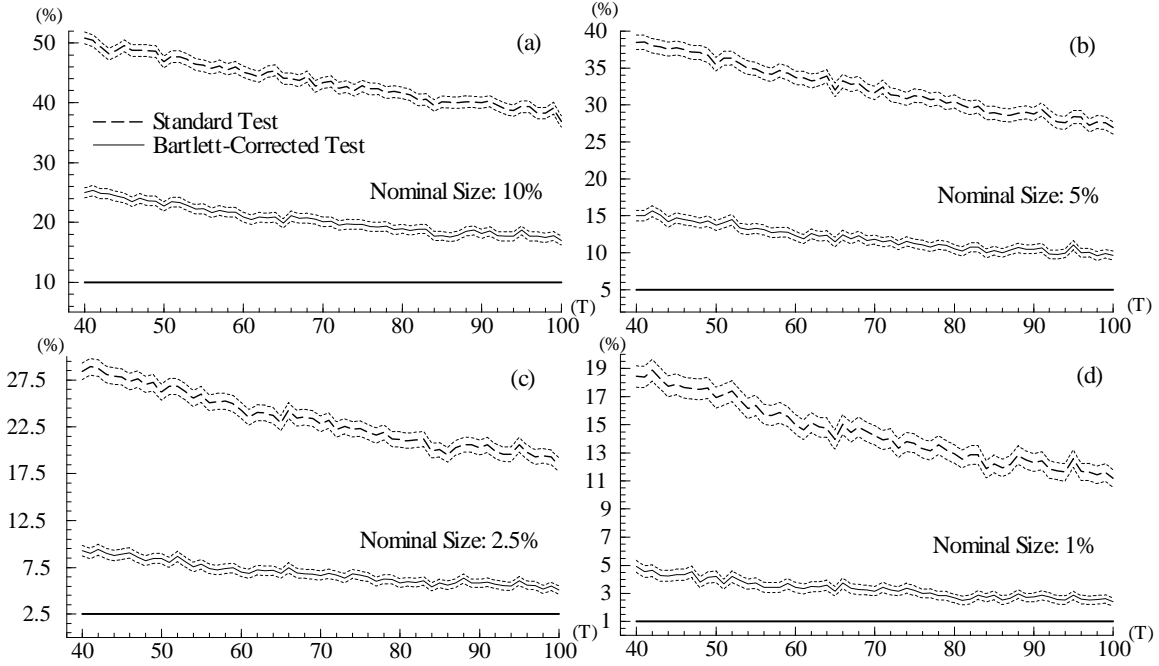 (%)
50
40
30
20
10
(a)
Standard Test
Bartlett-Corrected Test
Nominal Size: 10%
40 50 60 70 80 90 100
(T)
(%)
40
35
30
25
20
15
10
5
(b)
Nominal Size: 5%
40 50 60 70 80 90 100
(T)
(%)
27.5
22.5
17.5
12.5
7.5
2.5
(c)
Nominal Size: 2.5%
40 50 60 70 80 90 100
(T)
(%)
19
17
15
13
11
9
7
5
3
1
(d)
Nominal Size: 1%
40 50 60 70 80 90 100
(T)